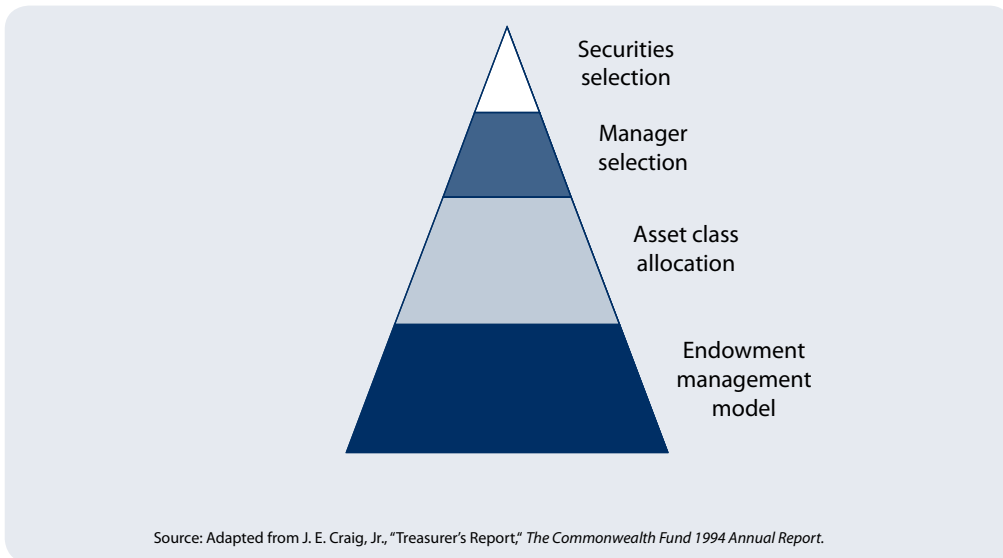 Securities
selection
Manager
selection
Asset class
allocation
Endowment
management
model
Source: Adapted from J. E. Craig, Jr., “Treasurer’s Report,” The Commonwealth Fund 1994 Annual Report.